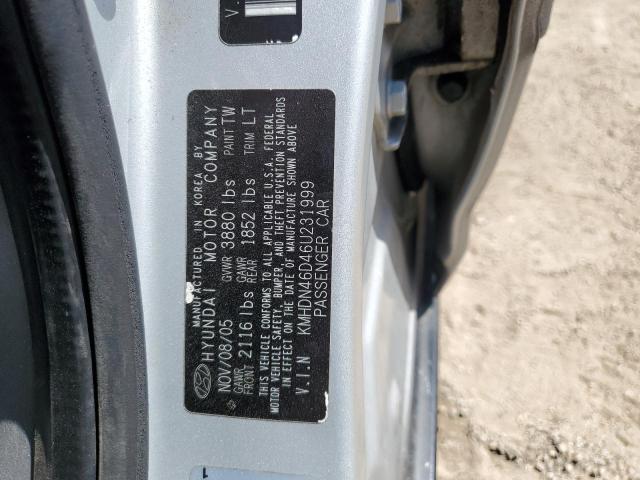 MANUFACTURED IN KOREA BY
HYUNDAI MOTOR COMPANY
NOV/08/05 GVWR 3880 lbs PAINT TW
GAWR FRONT 2116 lbs GAWR REAR 1852 lbs TRIM LT
THIS VEHICLE CONFORMS TO ALL APPLICABLE U.S.A. FEDERAL
MOTOR VEHICLE SAFETY, BUMPER, AND THEFT PREVENTION STANDARDS
IN EFFECT ON THE DATE OF MANUFACTURE SHOWN ABOVE
V.I.N KMHDN46D46U231999
PASSENGER CAR
V.